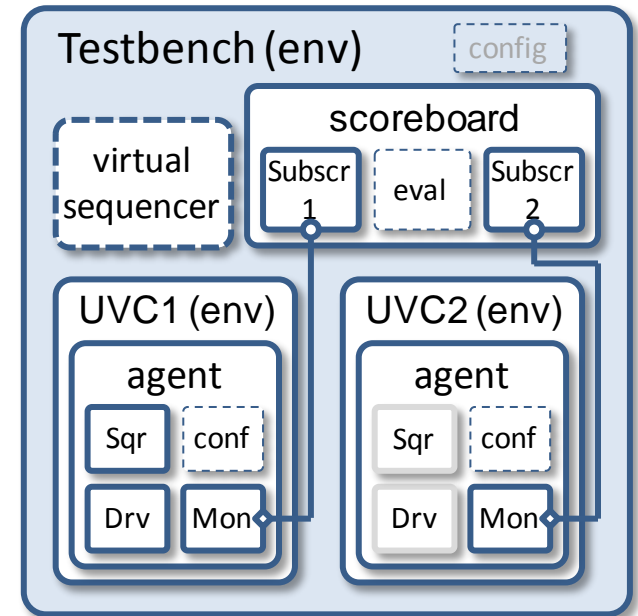 Testbench (env)
config
scoreboard
virtual
sequencer
Subscr
1
eval
Subscr
2
UVC1 (env)
agent
Sqr
conf
Drv
Mon
UVC2 (env)
agent
Sqr
conf
Drv
Mon